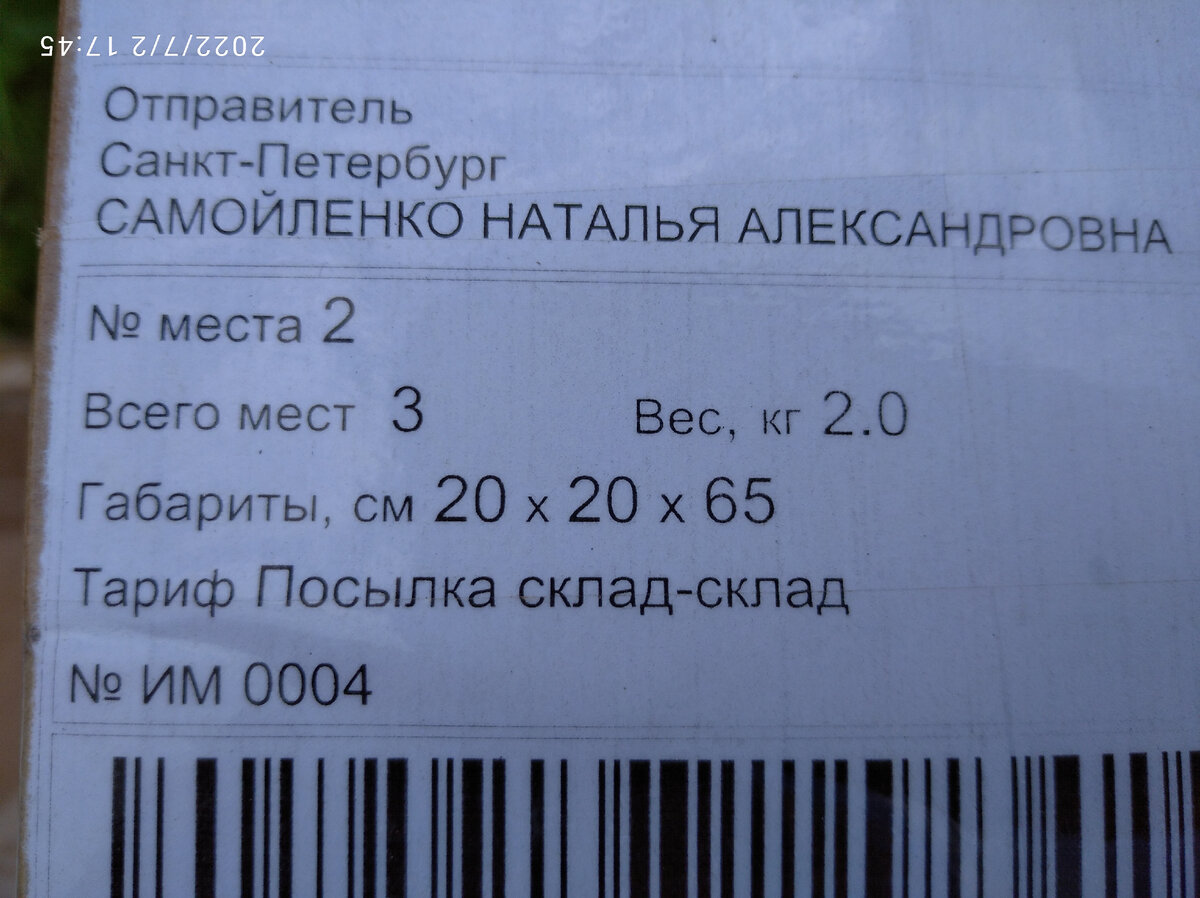 2022/7/2 17:45
Отправитель
Санкт-Петербург
САМОЙЛЕНКО НАТАЛЬЯ АЛЕКСАНДРОВНА
№ места 2
Всего мест 3 Вес, кг 2.0
Габариты, см 20 x 20 x 65
Тариф Посылка склад-склад
№ ИМ 0004